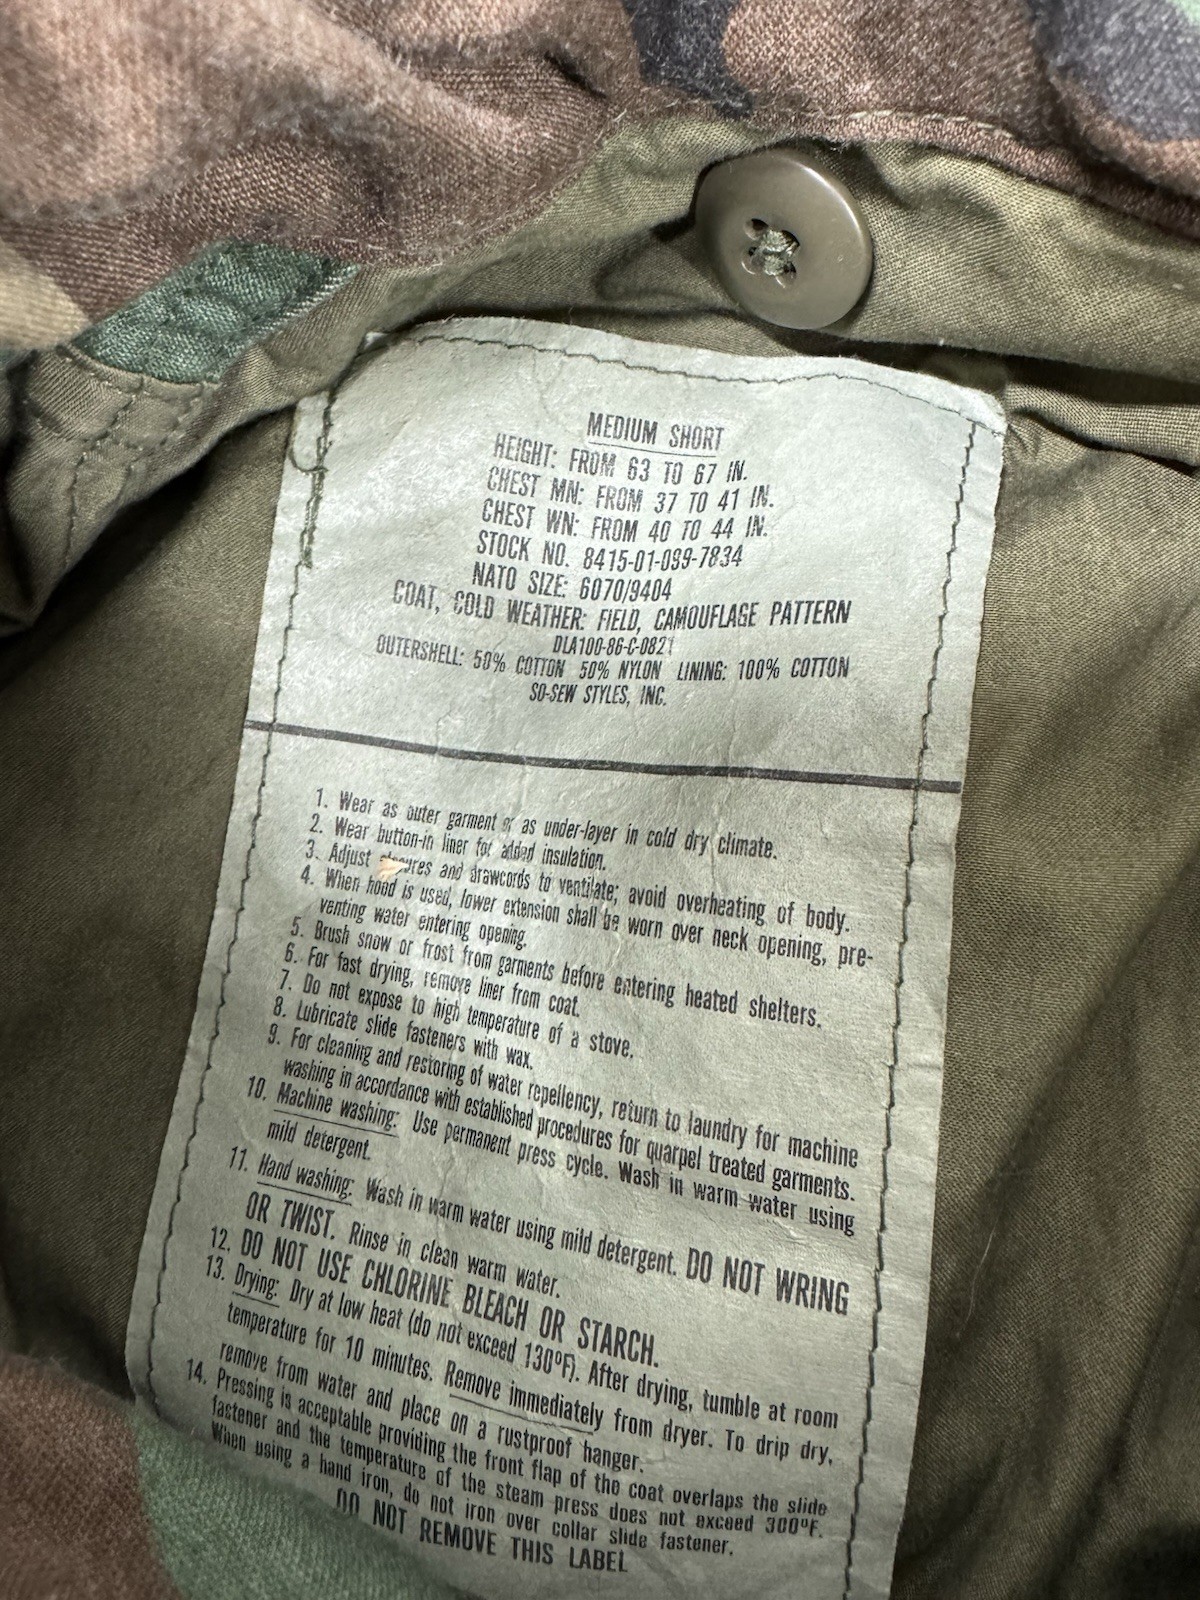 MEDIUM SHORT
HEIGHT: FROM 63 TO 67 IN.
CHEST MN: FROM 37 TO 41 IN.
CHEST WN: FROM 40 TO 44 IN.
STOCK NO. 8415-01-099-7834
NATO SIZE: 6070/9404
COAT, COLD WEATHER: FIELD, CAMOUFLAGE PATTERN
DLA100-86-C-0821
OUTERSHELL: 50% COTTON 50% NYLON LINING: 100% COTTON
SO-SEW STYLES, INC.
1. Wear as outer garment or as under-layer in cold dry climate.
2. Wear button-in liner for added insulation.
3. Adjust closures and drawcords to ventilate; avoid overheating of body.
4. When hood is used, lower extension shall be worn over neck opening, pre-
venting water entering opening.
5. Brush snow or frost from garments before entering heated shelters.
6. For fast drying, remove liner from coat.
7. Do not expose to high temperature of a stove.
8. Lubricate slide fasteners with wax.
9. For cleaning and restoring of water repellency, return to laundry for machine
washing in accordance with established procedures for quarpel treated garments.
10. Machine washing: Use permanent press cycle. Wash in warm water using
mild detergent.
11. Hand washing: Wash in warm water using mild detergent. DO NOT WRING
OR TWIST. Rinse in clean warm water.
12. DO NOT USE CHLORINE BLEACH OR STARCH.
13. Drying: Dry at low heat (do not exceed 130ºF). After drying, tumble at room
temperature for 10 minutes. Remove immediately from dryer. To drip dry,
remove from water and place on a rustproof hanger.
14. Pressing is acceptable providing the front flap of the coat overlaps the slide
fastener and the temperature of the steam press does not exceed 300ºF.
When using a hand iron, do not iron over collar slide fastener.
DO NOT REMOVE THIS LABEL